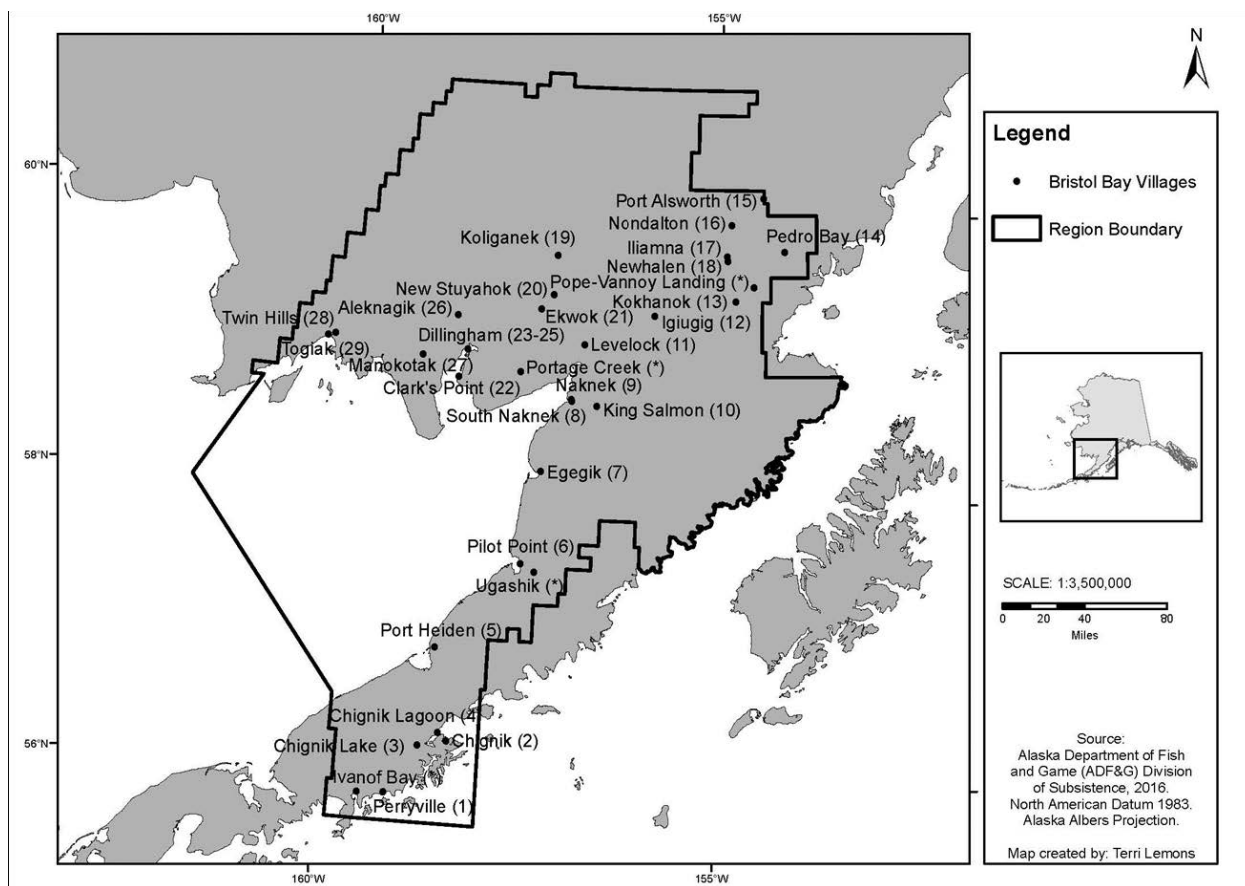 160°W
155°W
N
60°N
58°N
56°N
Port Alsworth (15)
Nondalton (16)
Pedro Bay (14)
Koliganek (19)
Iliamna (17)
Newhalen (18)
Pope-Vannoy Landing (*)
New Stuyahok (20)
Kokhanok (13)
Aleknagik (26)
Ekwok (21)
Igiugig (12)
Twin Hills (28)
Dillingham (23-25)
Levelock (11)
Togiak (29)
Manokotak (27)
Portage Creek (*)
Clark's Point (22)
Naknek (9)
South Naknek (8)
King Salmon (10)
Egegik (7)
Pilot Point (6)
Ugashik (*)
Port Heiden (5)
Chignik Lagoon (4)
Chignik (2)
Chignik Lake (3)
Ivanof Bay
Perryville (1)
160°W
155°W
Legend
Bristol Bay Villages
Region Boundary
SCALE: 1:3,500,000
0 20 40 80
Miles
Source:
Alaska Department of Fish
and Game (ADF&G) Division
of Subsistence, 2016.
North American Datum 1983.
Alaska Albers Projection.
Map created by: Terri Lemons